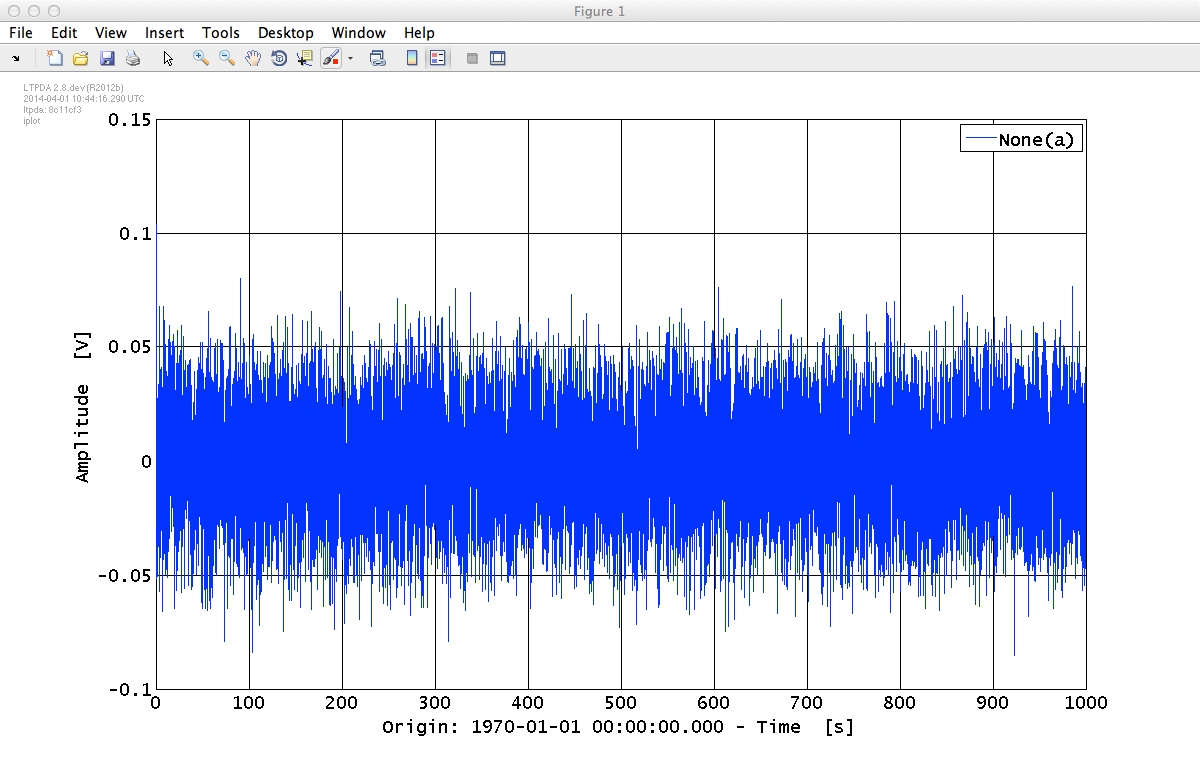 Figure 1
File Edit View Insert Tools Desktop Window Help
LTPDA 2.8.dev (R2012b)
2014-04-01 10:44:16.290 UTC
ltpda: 8c11cf3
iplot
0.15
0.1
0.05
0
-0.05
-0.1
Amplitude [V]
None(a)
0 100 200 300 400 500 600 700 800 900 1000
Origin: 1970-01-01 00:00:00.000 - Time [s]